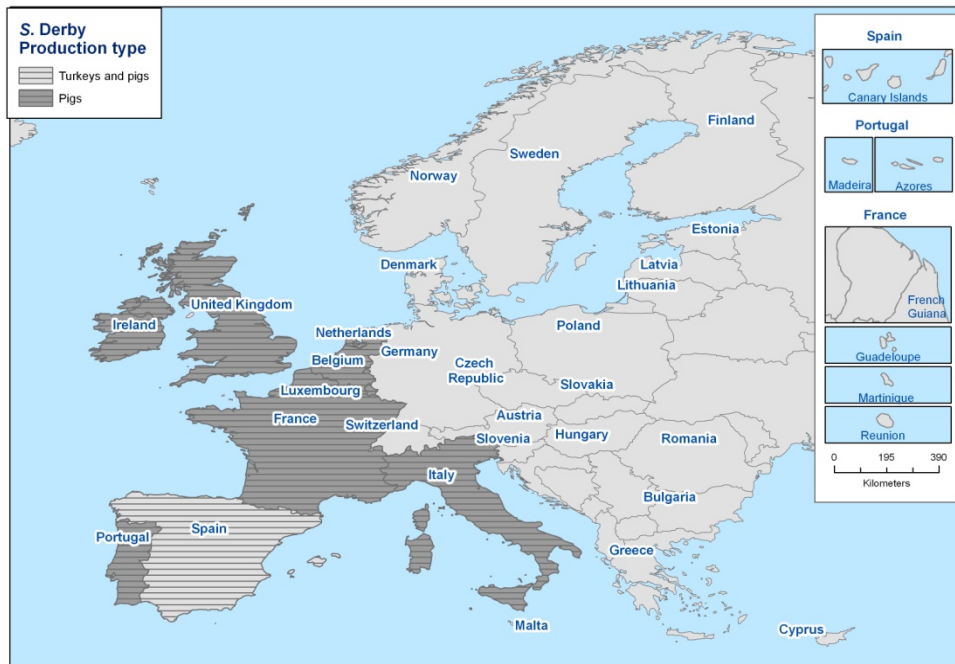 S. Derby
Production type
Turkeys and pigs
Pigs
Finland
Sweden
Norway
Estonia
Denmark
Latvia
Lithuania
United Kingdom
Ireland
Netherlands
Poland
Germany
Belgium
Czech
Republic
Luxembourg
Slovakia
France
Austria
Switzerland
Slovenia
Hungary
Romania
Italy
Bulgaria
Spain
Portugal
Greece
Malta
Cyprus
Spain
Canary Islands
Portugal
Madeira
Azores
France
French
Guiana
Guadeloupe
Martinique
Reunion
0 195 390
Kilometers